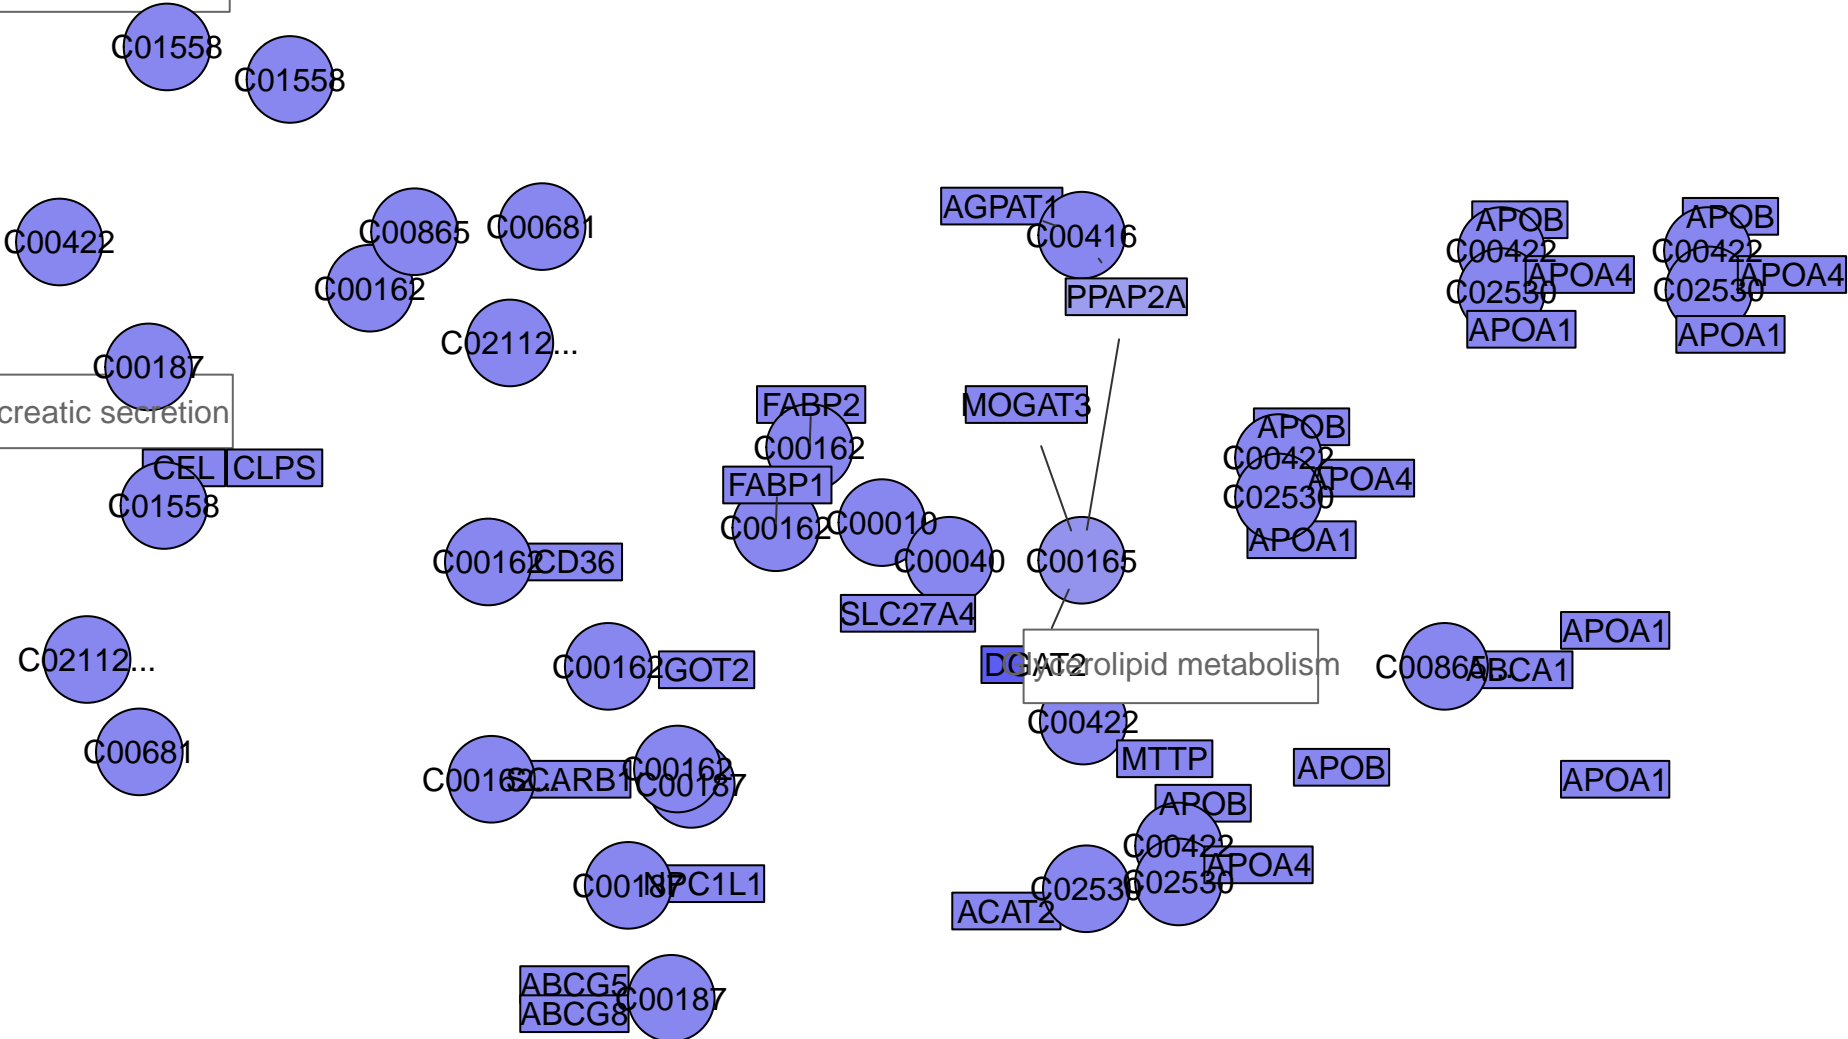 C01558
C01558
C00422
C00865
C00681
C00162
C02112...
C00187
creatic secretion
CEL
CLPS
C01558
C02112...
C00681
AGPAT1
C00416
PPAP2A
APOB
C00422
APOA4
C02530
APOA1
APOB
C00422
APOA4
C02530
APOA1
FABP2
C00162
FABP1
C00162
C00010
C00040
SLC27A4
MOGAT3
C00165
APOB
C00422
APOA4
C02530
APOA1
C00162
CD36
C00162
GOT2
DGAT2
Glycerolipid metabolism
C00422
MTTP
APOB
C00865...
ABCA1
APOA1
APOA1
C00162...
SCARB1
C00162
C00187
APOB
C00422
APOA4
C02530
C02530
ACAT2
C00187
NPC1L1
ABCG5
ABCG8
C00187